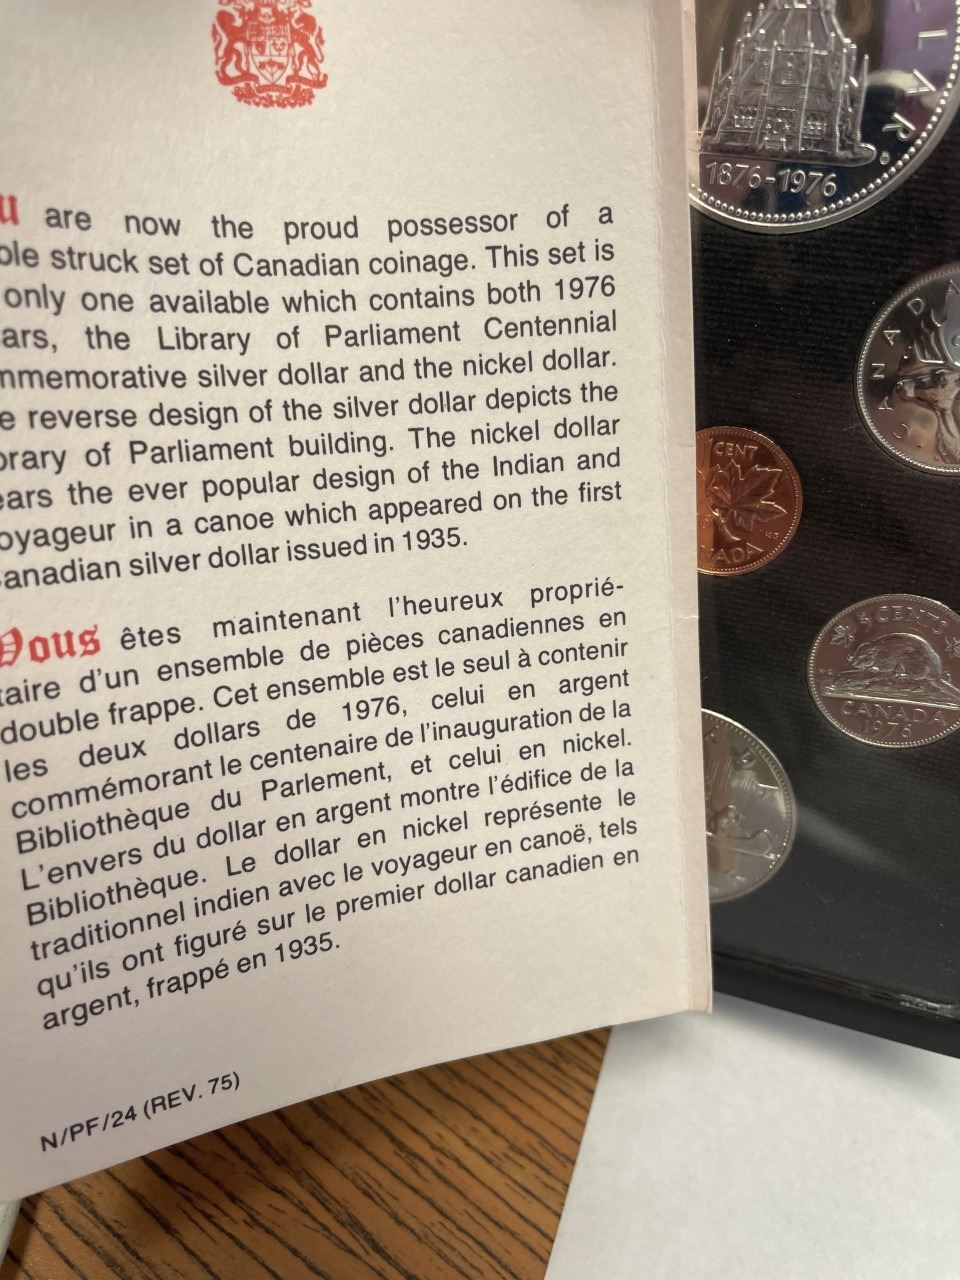 are now the proud possessor of a
struck set of Canadian coinage. This set is
only one available which contains both 1976
ars, the Library of Parliament Centennial
mmemorative silver dollar and the nickel dollar.
e reverse design of the silver dollar depicts the
brary of Parliament building. The nickel dollar
ears the ever popular design of the Indian and
oyageur in a canoe which appeared on the first
anadian silver dollar issued in 1935.
Vous êtes maintenant l'heureux proprié-
taire d'un ensemble de pièces canadiennes en
double frappe. Cet ensemble est le seul à contenir
les deux dollars de 1976, celui en argent
commémorant le centenaire de l'inauguration de la
Bibliothèque du Parlement, et celui en nickel.
L'envers du dollar en argent montre l'édifice de la
Bibliothèque. Le dollar en nickel représente le
traditionnel indien avec le voyageur en canoë, tels
qu'ils ont figuré sur le premier dollar canadien en
argent, frappé en 1935.
N/PF/24 (REV. 75)
LAR
1876-1976
CANADA
CENT
NADA
5 CENTS
CANADA
1976